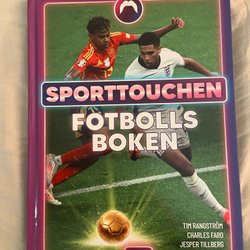 SPORTTOUCHEN
FOTBOLLS
BOKEN
TIM RANGSTRÖM
CHARLES FARO
JESPER TILLBERG